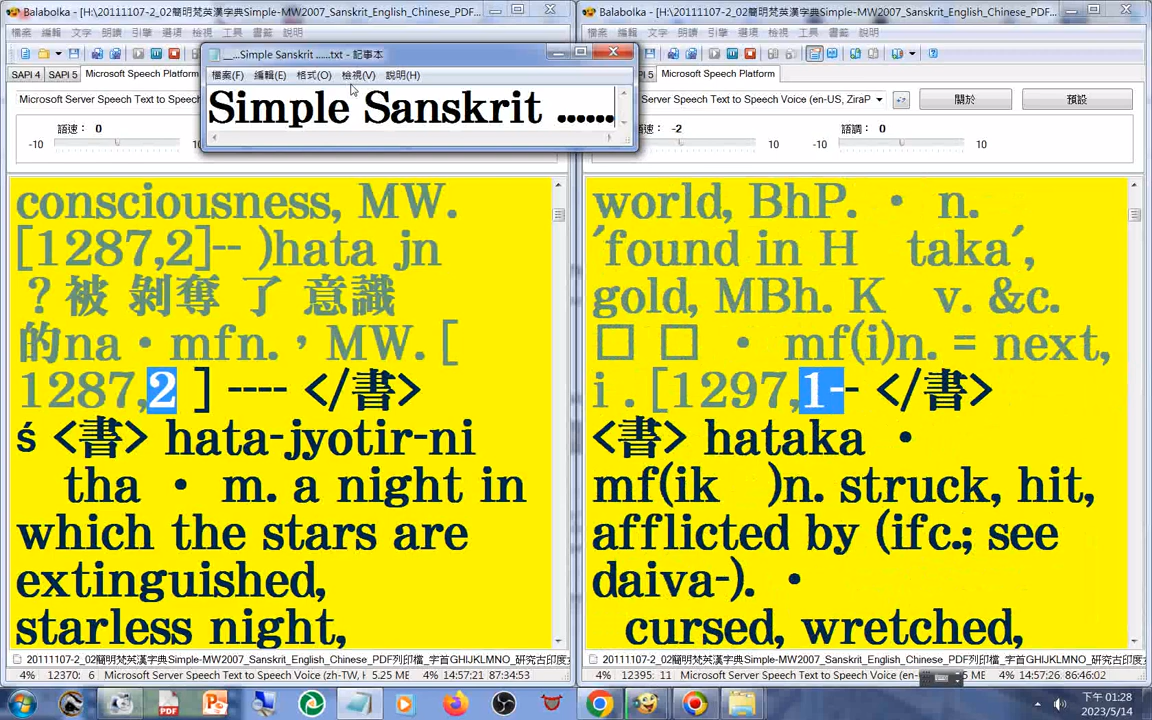 Balabolka - [H:\20111107-2_02簡明梵英漢字典Simple-MW2007_Sanskrit_English_Chinese_PDF...
檔案 編輯 文字 朗讀 引擎 選項 檢視 工具 書籤 視窗 說明
SAPI 4 SAPI 5 Microsoft Speech Platform
Microsoft Server Speech Text to Speech
語速: 0
-10
consciousness, MW.
[1287,2]-- )hata jn
?被 剝奪 了 意識
的na•mfn.，MW. [
1287,2 ] ---- </書>
ś <書> hata-jyotir-ni
tha • m. a night in
which the stars are
extinguished,
starless night,
20111107-2_02簡明梵英漢字典Simple-MW2007_Sanskrit_English_Chinese_PDF列印檔_字首GHIJKLMNO_研究古印度
4% 12370: 6 Microsoft Server Speech Text to Speech Voice (zh-TW, H 5.25 ME 4% 14:57:21 87:34:53
__...Simple Sanskrit ......txt - 記事本
檔案(F) 編輯(E) 格式(O) 檢視(V) 說明(H)
Simple Sanskrit ......
Balabolka - [H:\20111107-2_02簡明梵英漢字典Simple-MW2007_Sanskrit_English_Chinese_PDF...
5 Microsoft Speech Platform
Server Speech Text to Speech Voice (en-US, ZiraP 關於 預設
語速: -2 語調: 0
10 -10 10
world, BhP. • n.
'found in H taka',
gold, MBh. K v. &c.
□ □ • mf(i)n. = next,
i . [1297,1-- </書>
<書> hataka •
mf(ik )n. struck, hit,
afflicted by (ifc.; see
daiva-). •
cursed, wretched,
20111107-2_02簡明梵英漢字典Simple-MW2007_Sanskrit_English_Chinese_PDF列印檔_字首GHIJKLMNO_研究古印度
4% 12395: 11 Microsoft Server Speech Text to Speech Voice (en-US 4% 14:57:26 86:46:02
下午 01:28
2023/5/14